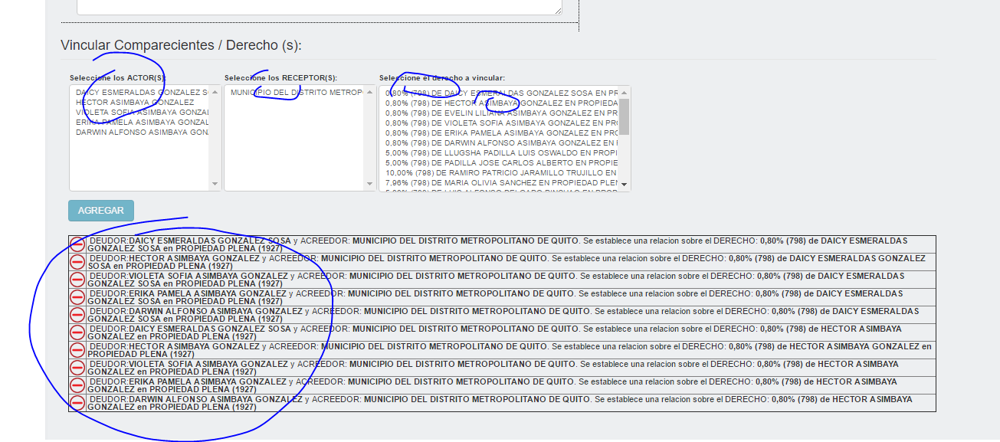 Vincular Comparecientes / Derecho (s):
Seleccione los ACTOR(S): Seleccione los RECEPTOR(S): Seleccione el derecho a vincular:
DAICY ESMERALDAS GONZALEZ S
HECTOR ASIMBAYA GONZALEZ
VIOLETA SOFIA ASIMBAYA GONZAL
ERIKA PAMELA ASIMBAYA GONZAL
DARWIN ALFONSO ASIMBAYA GON
MUNICIPIO DEL DISTRITO METROP
0,80% (798) DE DAICY ESMERALDAS GONZALEZ SOSA EN PR
0,80% (798) DE HECTOR ASIMBAYA GONZALEZ EN PROPIEDA
0,80% (798) DE EVELIN LILIANA ASIMBAYA GONZALEZ EN PR
0,80% (798) DE VIOLETA SOFIA ASIMBAYA GONZALEZ EN PR
0,80% (798) DE ERIKA PAMELA ASIMBAYA GONZALEZ EN PRO
0,80% (798) DE DARWIN ALFONSO ASIMBAYA GONZALEZ EN
5,00% (798) DE LLUGSHA PADILLA LUIS OSWALDO EN PROPI
5,00% (798) DE PADILLA JOSE CARLOS ALBERTO EN PROPIE
10,00% (798) DE RAMIRO PATRICIO JARAMILLO TRUJILLO EN
7,96% (798) DE MARIA OLIVIA SANCHEZ EN PROPIEDAD PLEN
AGREGAR
DEUDOR:DAICY ESMERALDAS GONZALEZ SOSA y ACREEDOR: MUNICIPIO DEL DISTRITO METROPOLITANO DE QUITO. Se establece una relacion sobre el DERECHO: 0,80% (798) de DAICY ESMERALDAS
GONZALEZ SOSA en PROPIEDAD PLENA (1927)
DEUDOR:HECTOR ASIMBAYA GONZALEZ y ACREEDOR: MUNICIPIO DEL DISTRITO METROPOLITANO DE QUITO. Se establece una relacion sobre el DERECHO: 0,80% (798) de DAICY ESMERALDAS GONZALEZ
SOSA en PROPIEDAD PLENA (1927)
DEUDOR:VIOLETA SOFIA ASIMBAYA GONZALEZ y ACREEDOR: MUNICIPIO DEL DISTRITO METROPOLITANO DE QUITO. Se establece una relacion sobre el DERECHO: 0,80% (798) de DAICY ESMERALDAS
GONZALEZ SOSA en PROPIEDAD PLENA (1927)
DEUDOR:ERIKA PAMELA ASIMBAYA GONZALEZ y ACREEDOR: MUNICIPIO DEL DISTRITO METROPOLITANO DE QUITO. Se establece una relacion sobre el DERECHO: 0,80% (798) de DAICY ESMERALDAS
GONZALEZ SOSA en PROPIEDAD PLENA (1927)
DEUDOR:DARWIN ALFONSO ASIMBAYA GONZALEZ y ACREEDOR: MUNICIPIO DEL DISTRITO METROPOLITANO DE QUITO. Se establece una relacion sobre el DERECHO: 0,80% (798) de DAICY ESMERALDAS
GONZALEZ SOSA en PROPIEDAD PLENA (1927)
DEUDOR:DAICY ESMERALDAS GONZALEZ SOSA y ACREEDOR: MUNICIPIO DEL DISTRITO METROPOLITANO DE QUITO. Se establece una relacion sobre el DERECHO: 0,80% (798) de HECTOR ASIMBAYA
GONZALEZ en PROPIEDAD PLENA (1927)
DEUDOR:HECTOR ASIMBAYA GONZALEZ y ACREEDOR: MUNICIPIO DEL DISTRITO METROPOLITANO DE QUITO. Se establece una relacion sobre el DERECHO: 0,80% (798) de HECTOR ASIMBAYA GONZALEZ en
PROPIEDAD PLENA (1927)
DEUDOR:VIOLETA SOFIA ASIMBAYA GONZALEZ y ACREEDOR: MUNICIPIO DEL DISTRITO METROPOLITANO DE QUITO. Se establece una relacion sobre el DERECHO: 0,80% (798) de HECTOR ASIMBAYA
GONZALEZ en PROPIEDAD PLENA (1927)
DEUDOR:ERIKA PAMELA ASIMBAYA GONZALEZ y ACREEDOR: MUNICIPIO DEL DISTRITO METROPOLITANO DE QUITO. Se establece una relacion sobre el DERECHO: 0,80% (798) de HECTOR ASIMBAYA
GONZALEZ en PROPIEDAD PLENA (1927)
DEUDOR:DARWIN ALFONSO ASIMBAYA GONZALEZ y ACREEDOR: MUNICIPIO DEL DISTRITO METROPOLITANO DE QUITO. Se establece una relacion sobre el DERECHO: 0,80% (798) de HECTOR ASIMBAYA
GONZALEZ en PROPIEDAD PLENA (1927)